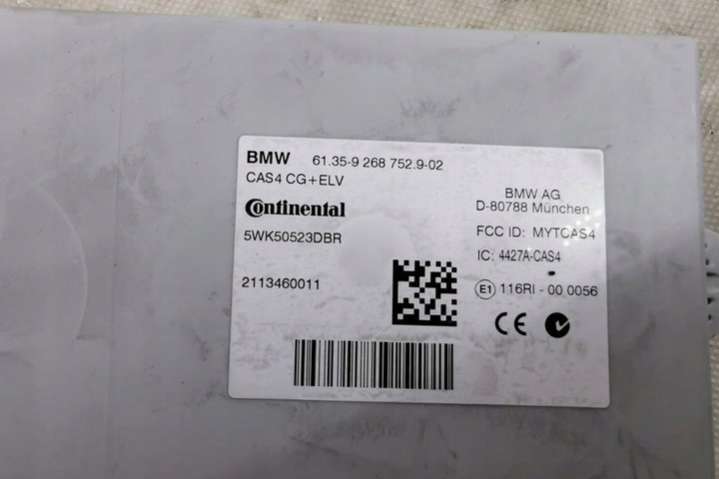 BMW 61.35-9 268 752.9-02
CAS4 CG+ELV
Continental
5WK50523DBR
2113460011
BMW AG
D-80788 München
FCC ID: MYTCAS4
IC: 4427A-CAS4
E1 116RI - 00 0056
CE